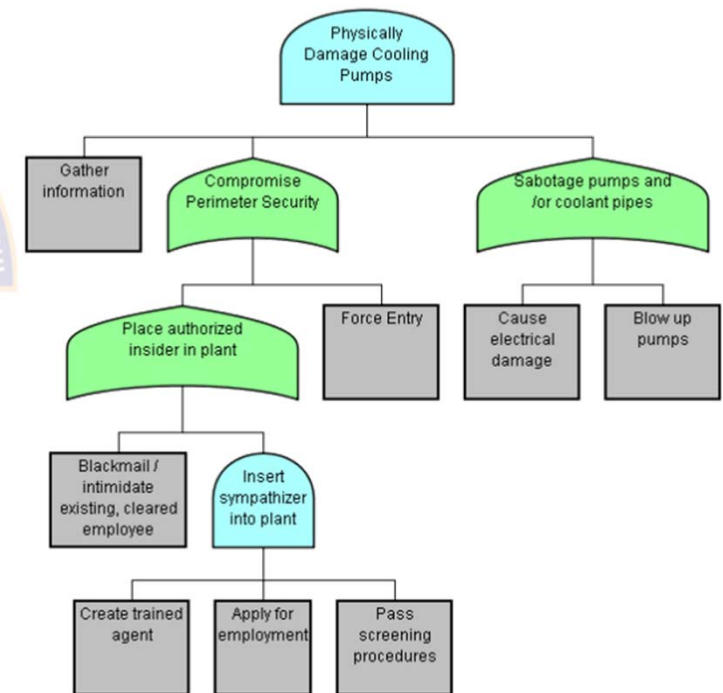 Physically
Damage Cooling
Pumps
Gather
information
Compromise
Perimeter Security
Sabotage pumps and
/or coolant pipes
Place authorized
insider in plant
Force Entry
Cause
electrical
damage
Blow up
pumps
Blackmail /
intimidate
existing, cleared
employee
Insert
sympathizer
into plant
Create trained
agent
Apply for
employment
Pass
screening
procedures